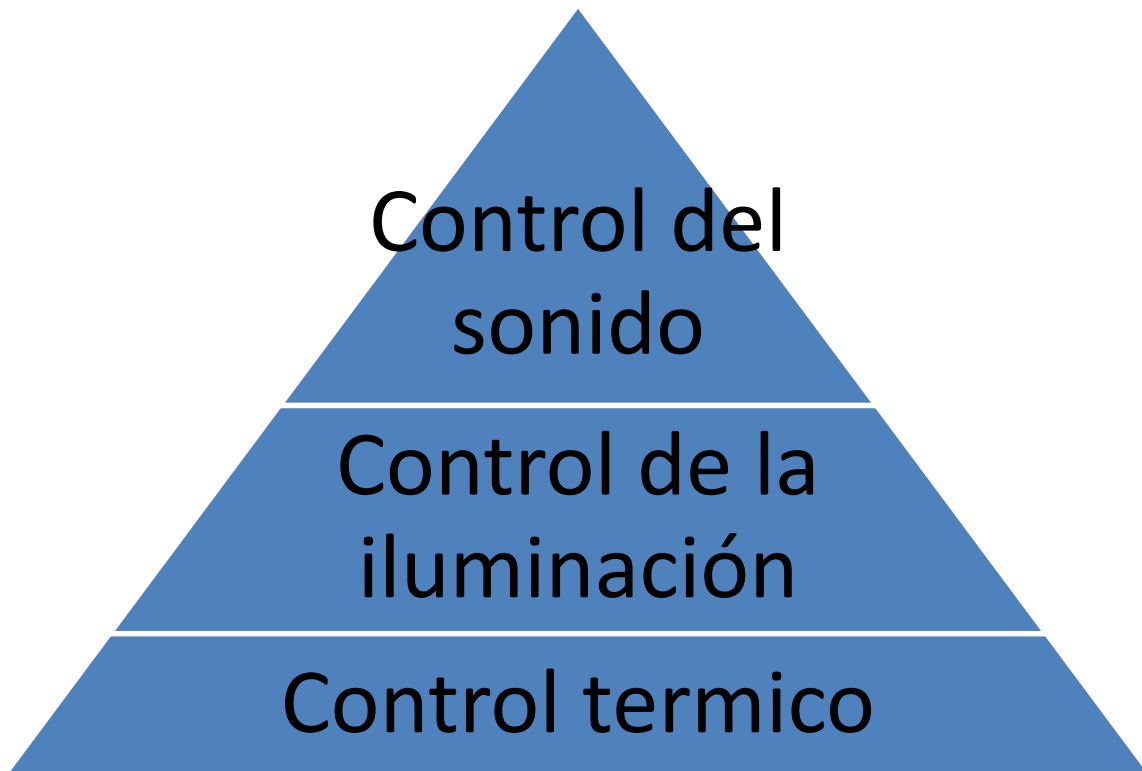 Control del
sonido
Control de la
iluminación
Control termico